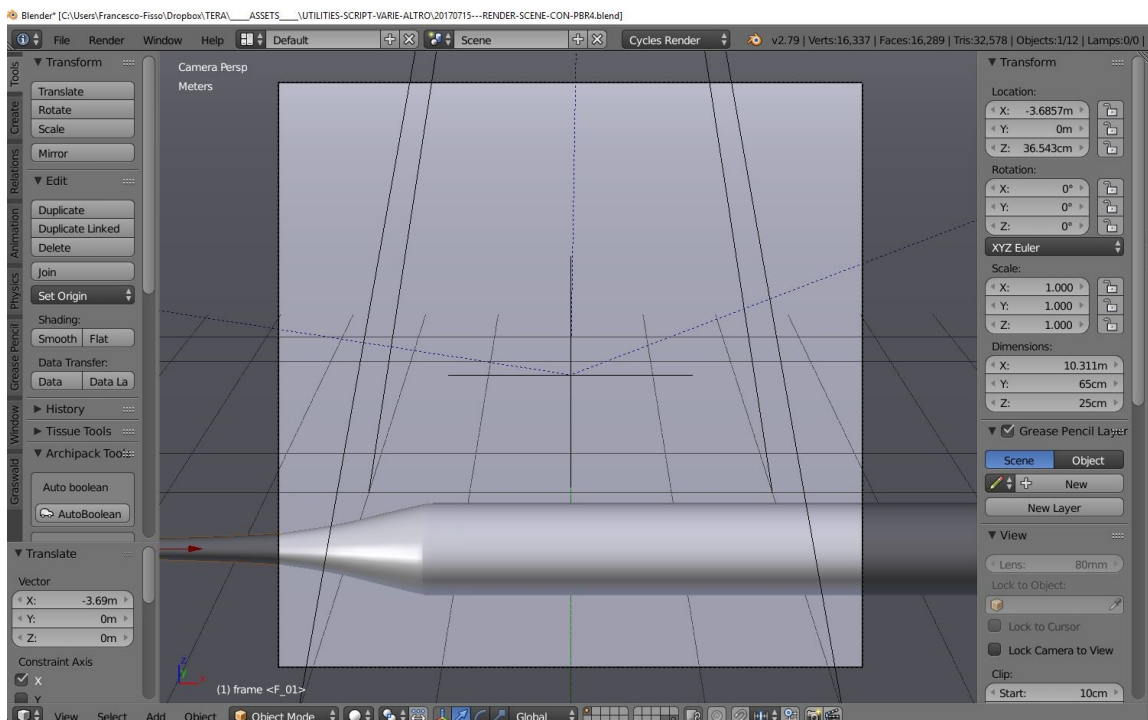 Blender* [C:\Users\Francesco-Fisso\Dropbox\TERA\____ASSETS____\UTILITIES-SCRIPT-VARIE-ALTRO\20170715---RENDER-SCENE-CON-PBR4.blend]
File Render Window Help Default Scene Cycles Render v2.79 | Verts:16,337 | Faces:16,289 | Tris:32,578 | Objects:1/12 | Lamps:0/0 |
Tools
Create
Relations
Animation
Physics
Grease Pencil
Window
Graswald
Transform
Translate
Rotate
Scale
Mirror
Edit
Duplicate
Duplicate Linked
Delete
Join
Set Origin
Shading:
Smooth Flat
Data Transfer:
Data Data La
History
Tissue Tools
Archipack Tools
Auto boolean
AutoBoolean
Translate
Vector
X: -3.69m
Y: 0m
Z: 0m
Constraint Axis
X
Y
Camera Persp
Meters
z
y
x
(1) frame <F_01>
Transform
Location:
X: -3.6857m
Y: 0m
Z: 36.543cm
Rotation:
X: 0°
Y: 0°
Z: 0°
XYZ Euler
Scale:
X: 1.000
Y: 1.000
Z: 1.000
Dimensions:
X: 10.311m
Y: 65cm
Z: 25cm
Grease Pencil Layer
Scene Object
New
New Layer
View
Lens: 80mm
Lock to Object:
Lock to Cursor
Lock Camera to View
Clip:
Start: 10cm
View Select Add Object Object Mode Global